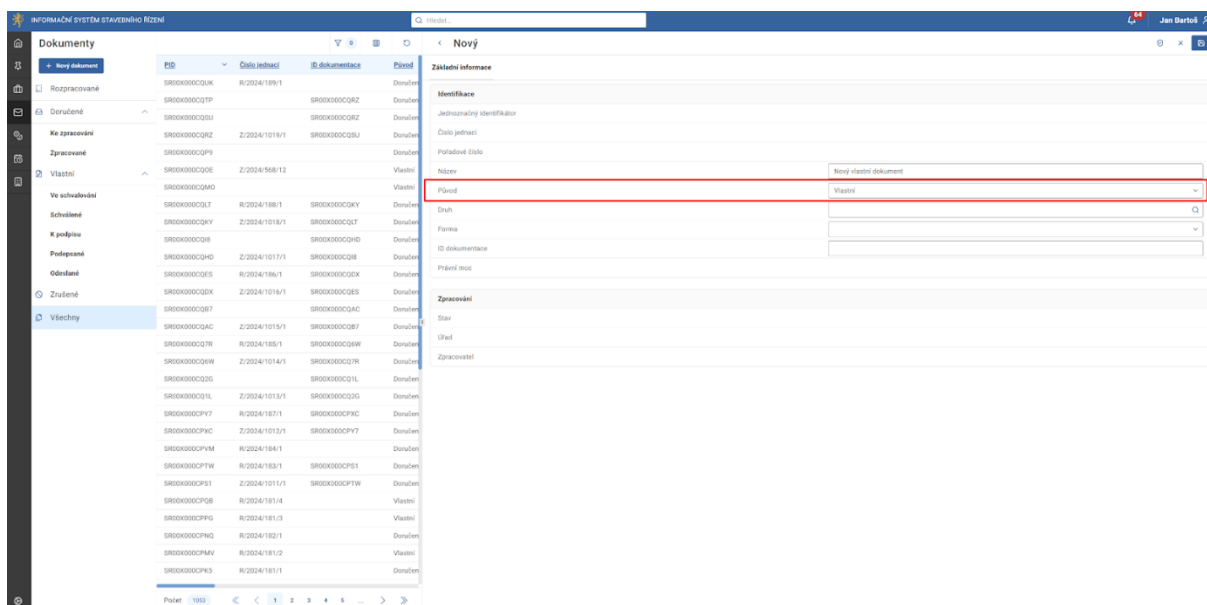 INFORMAČNÍ SYSTÉM STAVEBNÍHO ŘÍZENÍ
Hledat...
64
Jan Bartoš
Dokumenty
+ Nový dokument
Rozpracované
Doručené
Ke zpracování
Zpracované
Vlastní
Ve schvalování
Schválené
K podpisu
Podepsané
Odeslané
Zrušené
Všechny
0
PID Číslo jednací ID dokumentace Původ
SR00X000CQUK R/2024/189/1 Doručen
SR00X000CQTP SR00X000CQRZ Doručen
SR00X000CQSU SR00X000CQRZ Doručen
SR00X000CQRZ Z/2024/1019/1 SR00X000CQSU Doručen
SR00X000CQP9 Doručen
SR00X000CQOE Z/2024/568/12 Vlastní
SR00X000CQMO Vlastní
SR00X000CQLT R/2024/188/1 SR00X000CQKY Doručen
SR00X000CQKY Z/2024/1018/1 SR00X000CQLT Doručen
SR00X000CQI8 SR00X000CQHD Doručen
SR00X000CQHD Z/2024/1017/1 SR00X000CQI8 Doručen
SR00X000CQES R/2024/186/1 SR00X000CQDX Doručen
SR00X000CQDX Z/2024/1016/1 SR00X000CQES Doručen
SR00X000CQB7 SR00X000CQAC Doručen
SR00X000CQAC Z/2024/1015/1 SR00X000CQB7 Doručen
SR00X000CQ7R R/2024/185/1 SR00X000CQ6W Doručen
SR00X000CQ6W Z/2024/1014/1 SR00X000CQ7R Doručen
SR00X000CQ2G SR00X000CQ1L Doručen
SR00X000CQ1L Z/2024/1013/1 SR00X000CQ2G Doručen
SR00X000CPY7 R/2024/187/1 SR00X000CPXC Doručen
SR00X000CPXC Z/2024/1012/1 SR00X000CPY7 Doručen
SR00X000CPVM R/2024/184/1 Doručen
SR00X000CPTW R/2024/183/1 SR00X000CPS1 Doručen
SR00X000CPS1 Z/2024/1011/1 SR00X000CPTW Doručen
SR00X000CPQB R/2024/181/4 Vlastní
SR00X000CPPG R/2024/181/3 Vlastní
SR00X000CPNQ R/2024/182/1 Doručen
SR00X000CPMV R/2024/181/2 Vlastní
SR00X000CPK5 R/2024/181/1 Doručen
Počet 1053 1 2 3 4 5 ...
Nový
Základní informace
Identifikace
Jednoznačný identifikátor
Číslo jednací
Pořadové číslo
Název Nový vlastní dokument
Původ Vlastní
Druh
Forma
ID dokumentace
Právní moc
Zpracování
Stav
Úřad
Zpracovatel